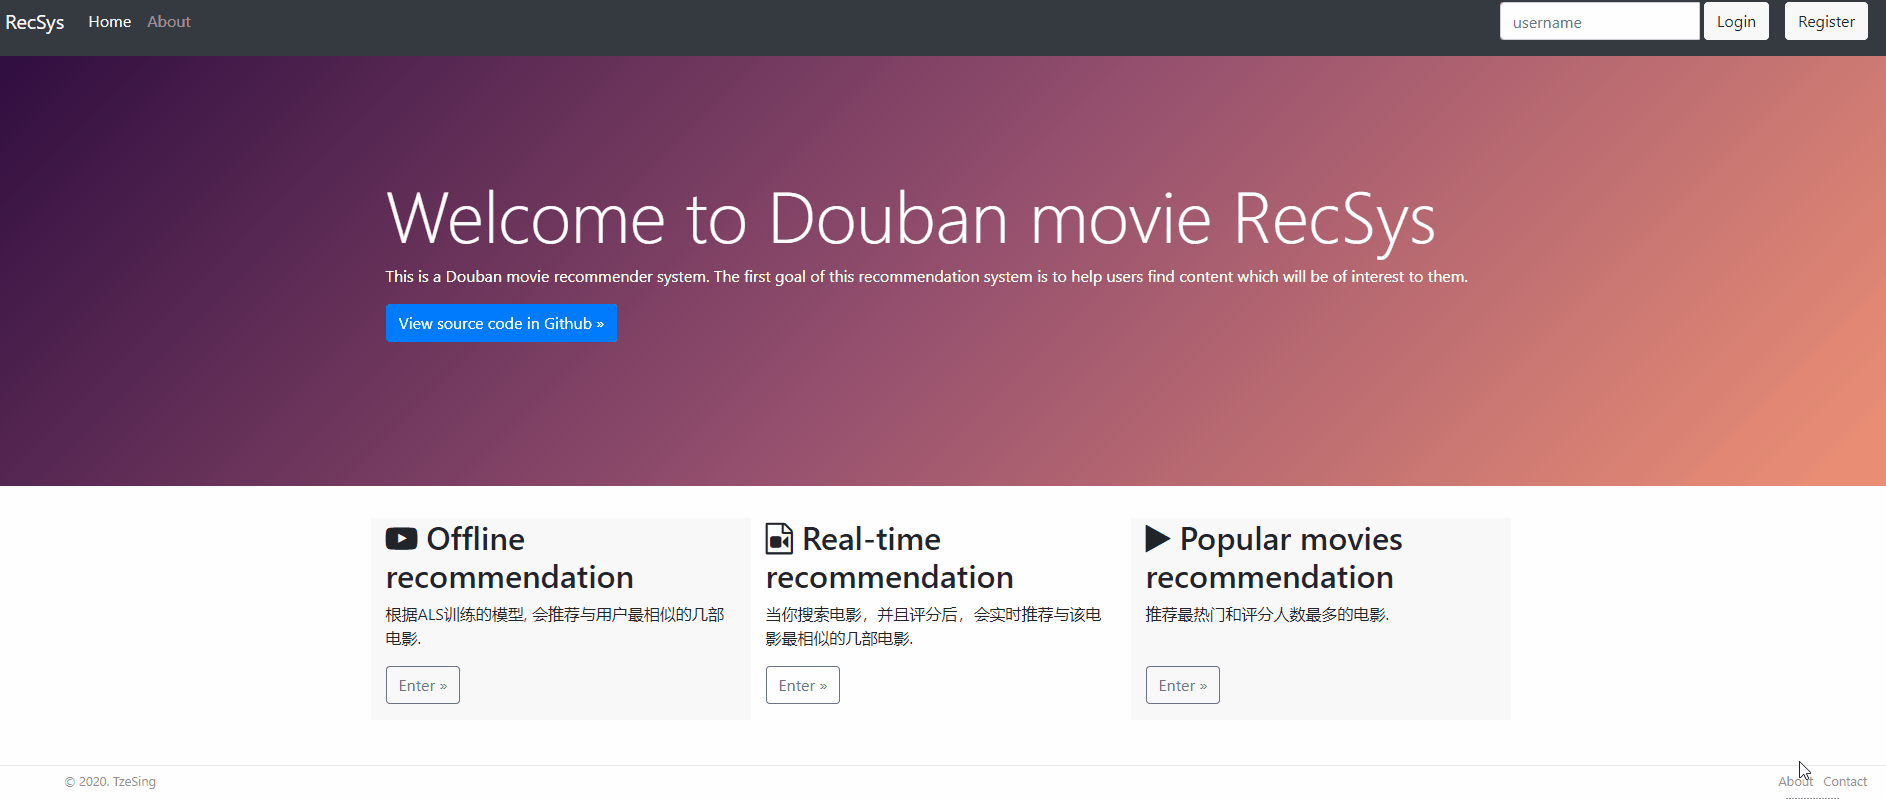 RecSys Home About username Login Register
Welcome to Douban movie RecSys
This is a Douban movie recommender system. The first goal of this recommendation system is to help users find content which will be of interest to them.
View source code in Github »
Offline
recommendation
根据ALS训练的模型, 会推荐与用户最相似的几部
电影.
Enter »
Real-time
recommendation
当你搜索电影，并且评分后，会实时推荐与该电
影最相似的几部电影.
Enter »
Popular movies
recommendation
推荐最热门和评分人数最多的电影.
Enter »
© 2020. TzeSing
About Contact